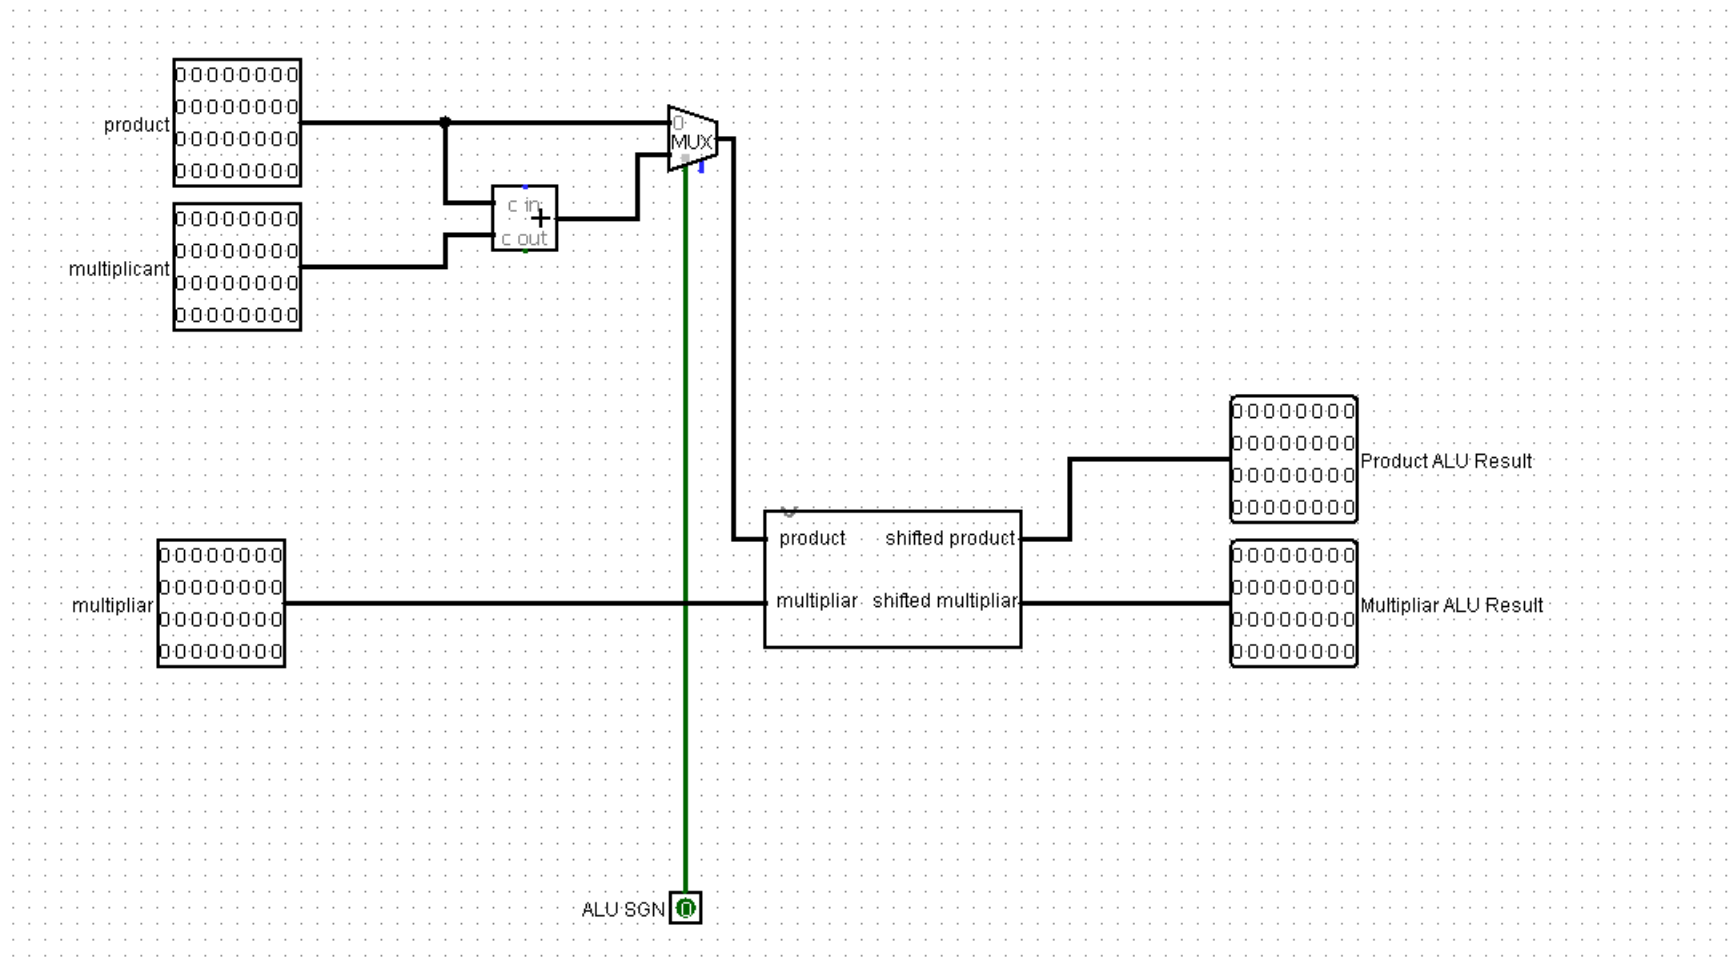 00000000
00000000
00000000
00000000
product
0
MUX
00000000
00000000
00000000
00000000
multiplicant
c in
+
c out
00000000
00000000
00000000
00000000
Product ALU Result
product shifted product
multipliar shifted multipliar
00000000
00000000
00000000
00000000
multipliar
00000000
00000000
00000000
00000000
Multipliar ALU Result
ALU SGN 0